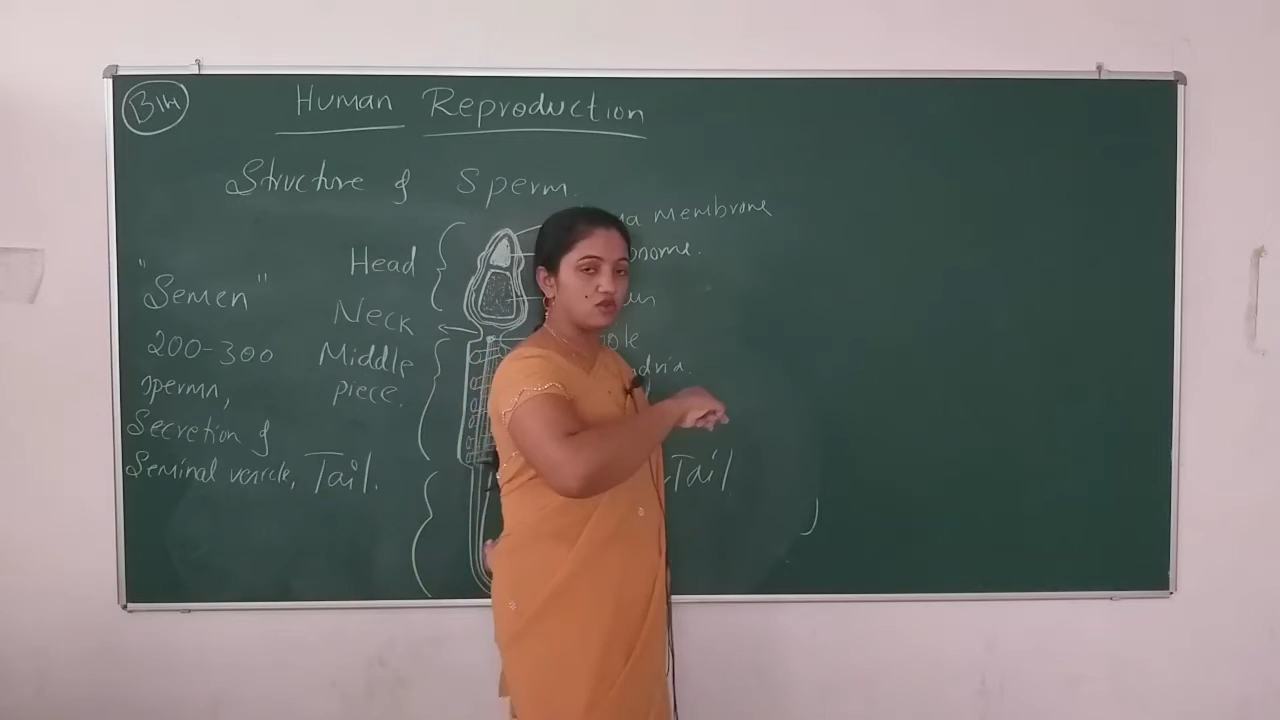 B14
Human Reproduction
Structure of Sperm.
membrane
Head
"Semen"
Neck
200-300
Middle
piece.
Secretion of
Seminal vesicle,
Tail.
Tail